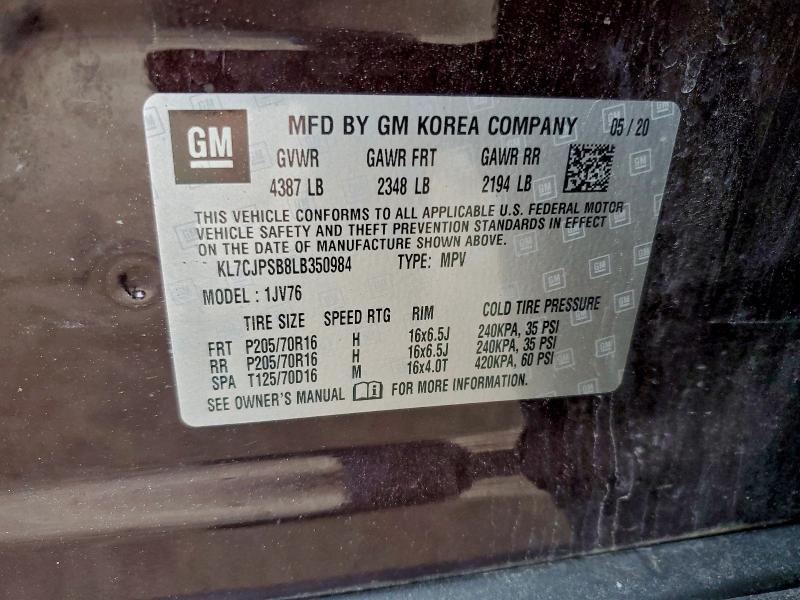 GM
MFD BY GM KOREA COMPANY 05 / 20
GVWR GAWR FRT GAWR RR
4387 LB 2348 LB 2194 LB
THIS VEHICLE CONFORMS TO ALL APPLICABLE U.S. FEDERAL MOTOR
VEHICLE SAFETY AND THEFT PREVENTION STANDARDS IN EFFECT
ON THE DATE OF MANUFACTURE SHOWN ABOVE.
KL7CJPSB8LB350984 TYPE: MPV
MODEL : 1JV76
TIRE SIZE SPEED RTG RIM COLD TIRE PRESSURE
FRT P205/70R16 H 16x6.5J 240KPA, 35 PSI
RR P205/70R16 H 16x6.5J 240KPA, 35 PSI
SPA T125/70D16 M 16x4.0T 420KPA, 60 PSI
SEE OWNER'S MANUAL FOR MORE INFORMATION.